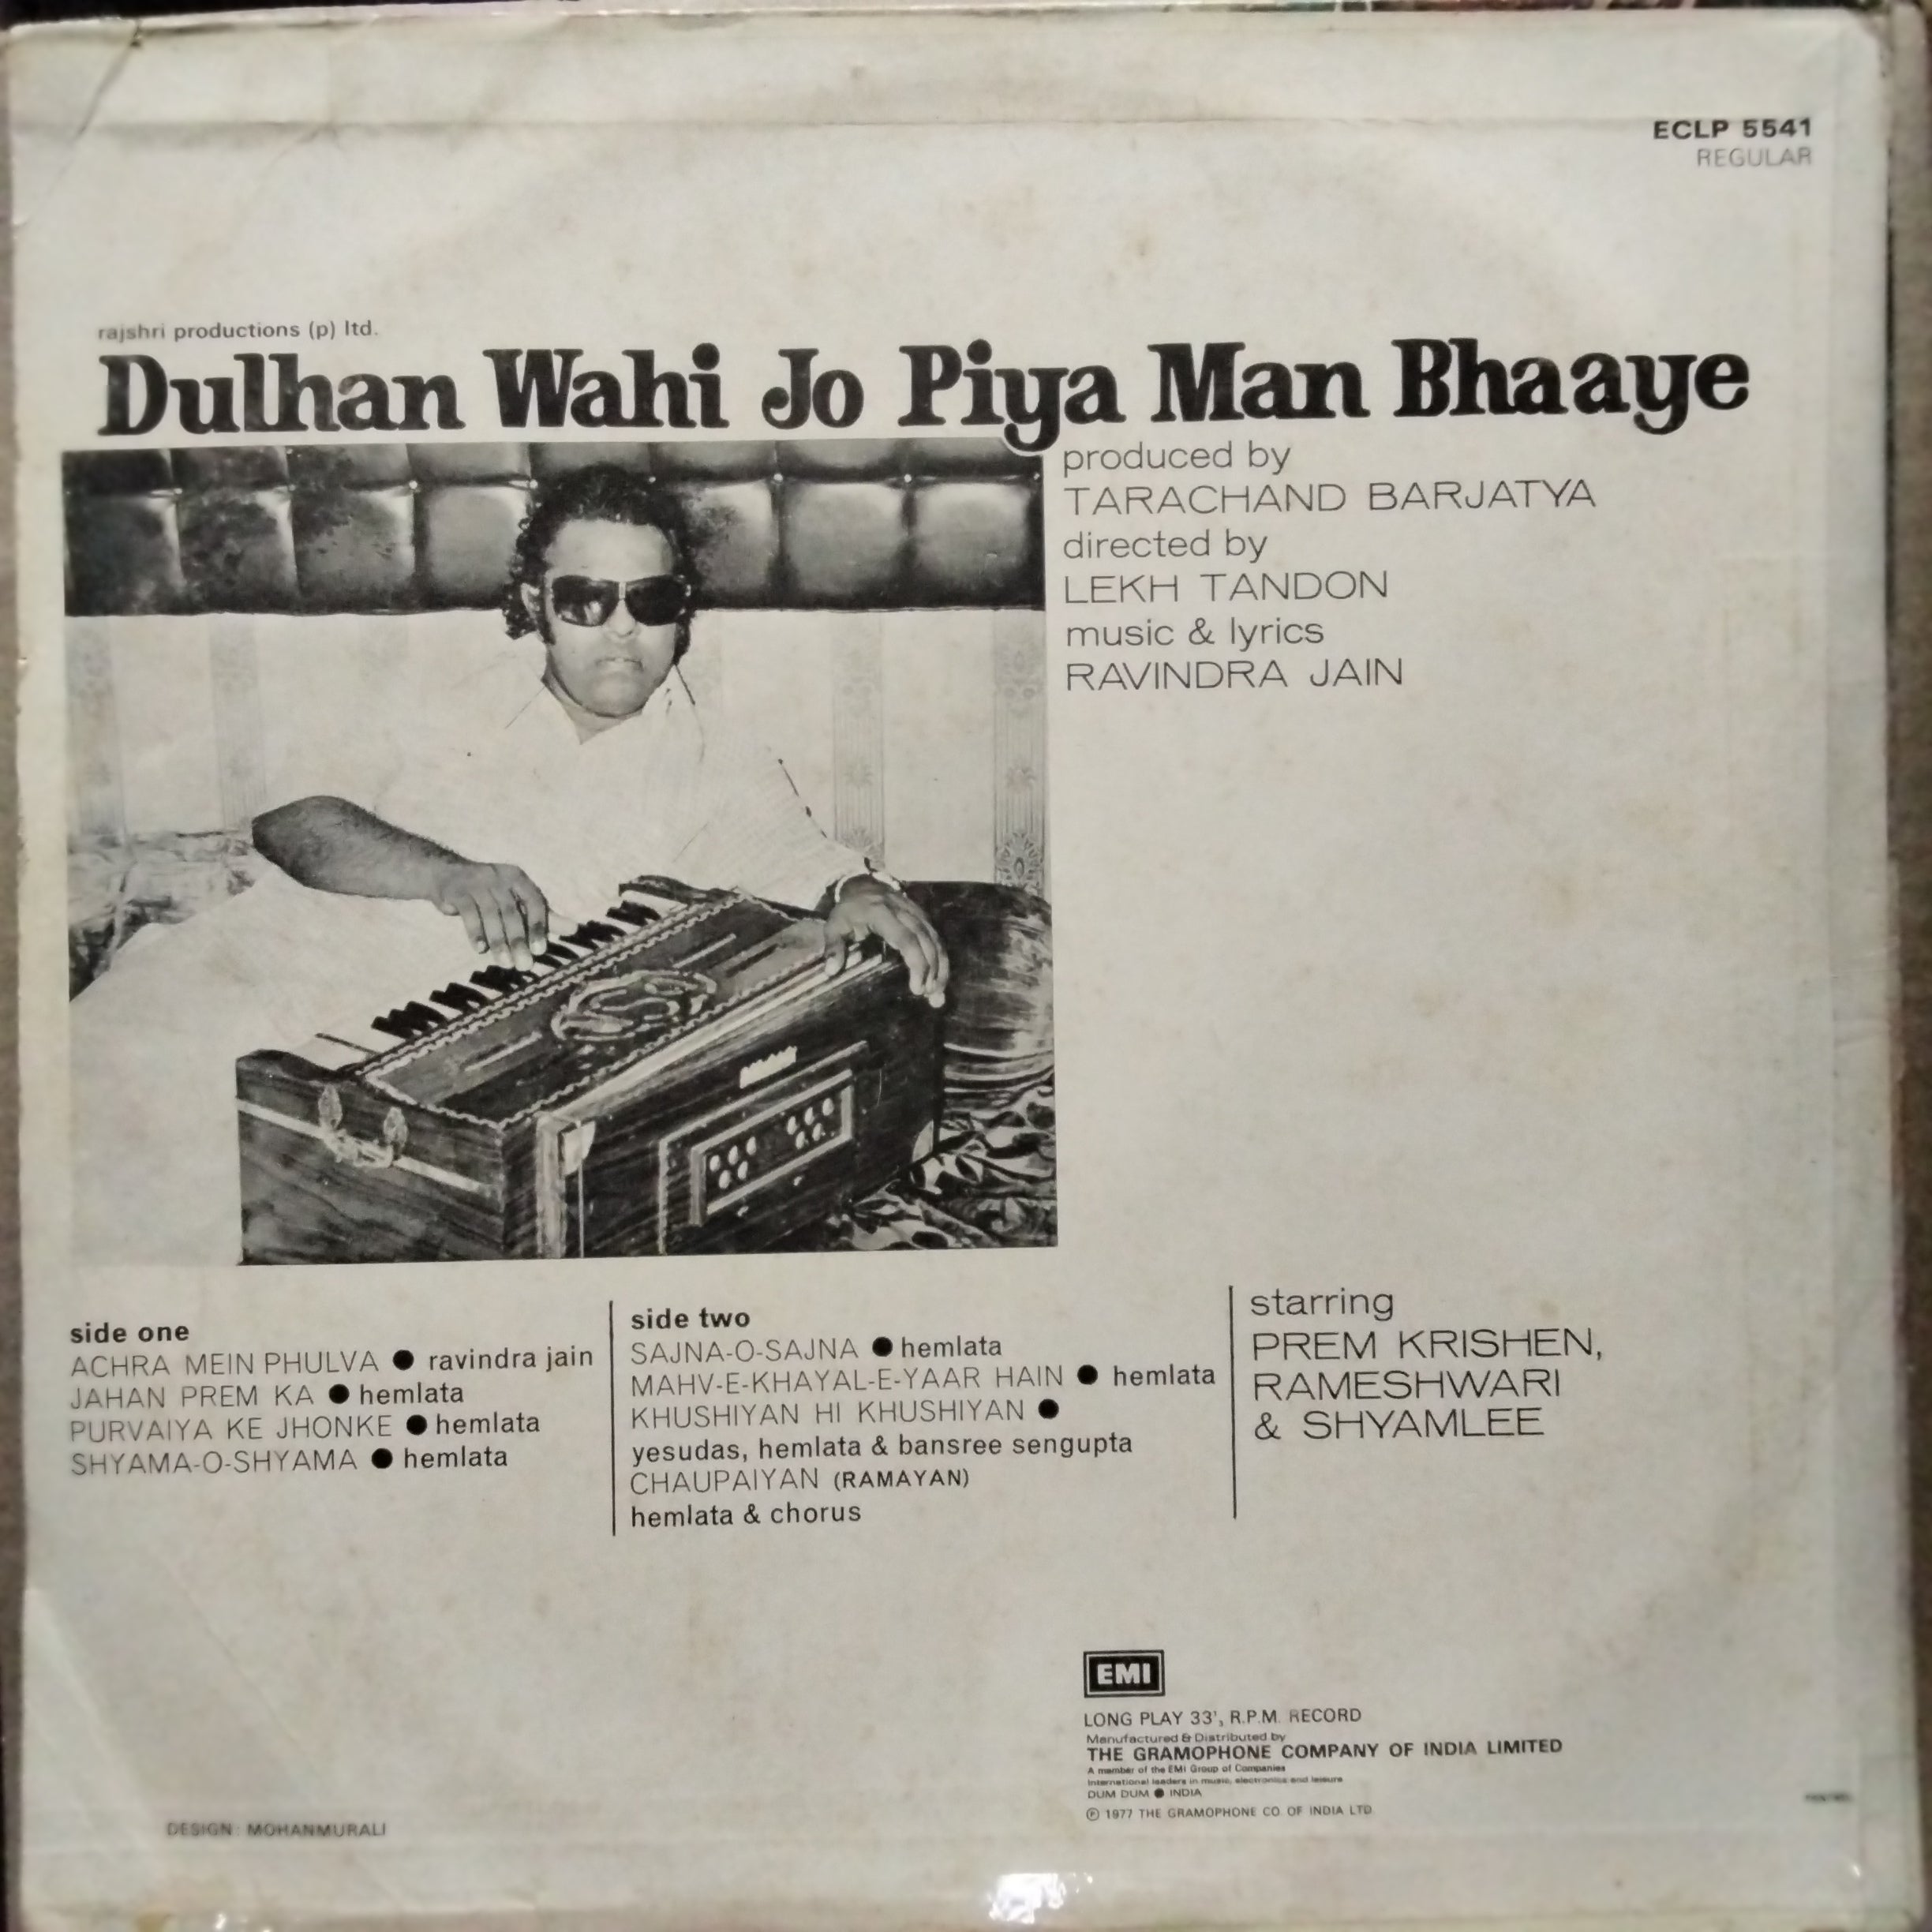 ECLP 5541
REGULAR
rajshri productions (p) ltd.
Dulhan Wahi Jo Piya Man Bhaaye
produced by
TARACHAND BARJATYA
directed by
LEKH TANDON
music & lyrics
RAVINDRA JAIN
side one
ACHRA MEIN PHULVA ● ravindra jain
JAHAN PREM KA ● hemlata
PURVAIYA KE JHONKE ● hemlata
SHYAMA-O-SHYAMA ● hemlata
side two
SAJNA-O-SAJNA ● hemlata
MAHV-E-KHAYAL-E-YAAR HAIN ● hemlata
KHUSHIYAN HI KHUSHIYAN ●
yesudas, hemlata & bansree sengupta
CHAUPAIYAN (RAMAYAN)
hemlata & chorus
starring
PREM KRISHEN,
RAMESHWARI
& SHYAMLEE
EMI
LONG PLAY 33', R.P.M. RECORD
Manufactured & Distributed by
THE GRAMOPHONE COMPANY OF INDIA LIMITED
A member of the EMI Group of Companies
International leaders in music, electronics and leisure
DUM DUM ● INDIA
℗ 1977 THE GRAMOPHONE CO. OF INDIA LTD.
DESIGN: MOHANMURALI